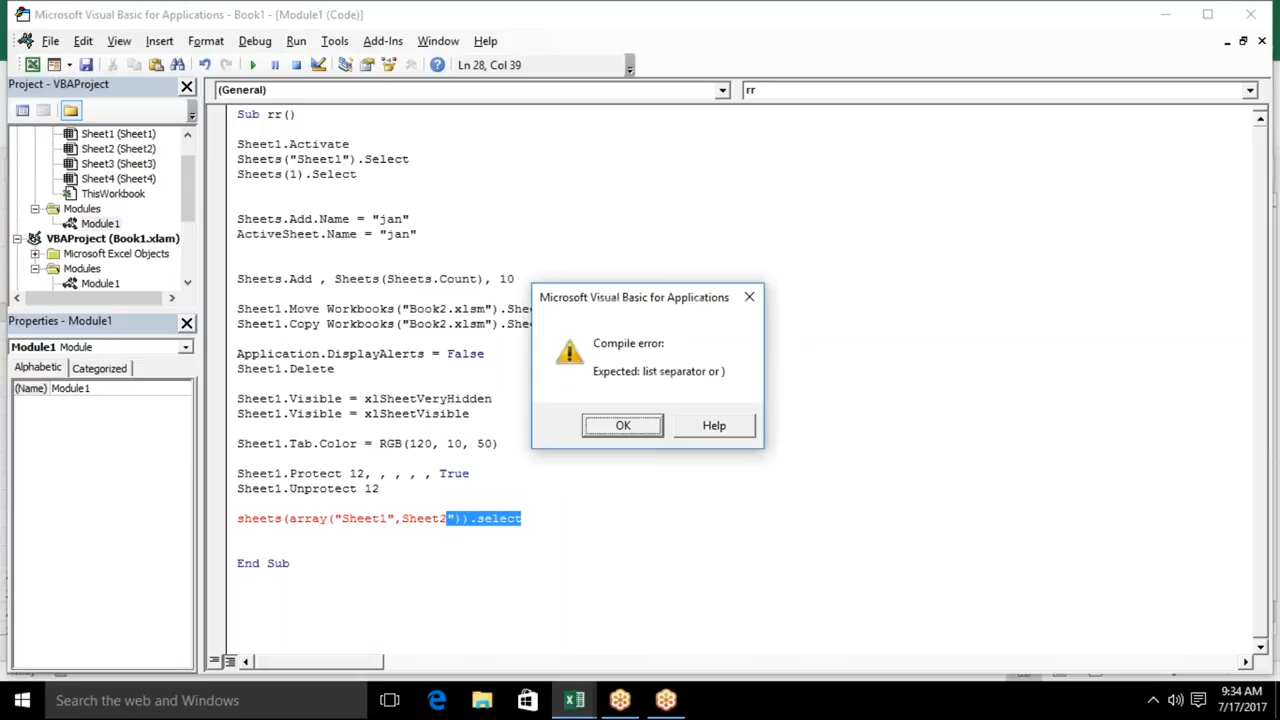 Microsoft Visual Basic for Applications - Book1 - [Module1 (Code)]
File Edit View Insert Format Debug Run Tools Add-Ins Window Help
Ln 28, Col 39
Project - VBAProject
(General)
rr
Sheet1 (Sheet1)
Sheet2 (Sheet2)
Sheet3 (Sheet3)
Sheet4 (Sheet4)
ThisWorkbook
Modules
Module1
VBAProject (Book1.xlam)
Microsoft Excel Objects
Modules
Module1
Properties - Module1
Module1 Module
Alphabetic Categorized
(Name) Module1
Sub rr()
Sheet1.Activate
Sheets("Sheet1").Select
Sheets(1).Select
Sheets.Add.Name = "jan"
ActiveSheet.Name = "jan"
Sheets.Add , Sheets(Sheets.Count), 10
Sheet1.Move Workbooks("Book2.xlsm").She
Sheet1.Copy Workbooks("Book2.xlsm").She
Application.DisplayAlerts = False
Sheet1.Delete
Sheet1.Visible = xlSheetVeryHidden
Sheet1.Visible = xlSheetVisible
Sheet1.Tab.Color = RGB(120, 10, 50)
Sheet1.Protect 12, , , , , True
Sheet1.Unprotect 12
sheets(array("Sheet1",Sheet2")).select
End Sub
Microsoft Visual Basic for Applications
Compile error:
Expected: list separator or )
OK Help
Search the web and Windows
9:34 AM
7/17/2017